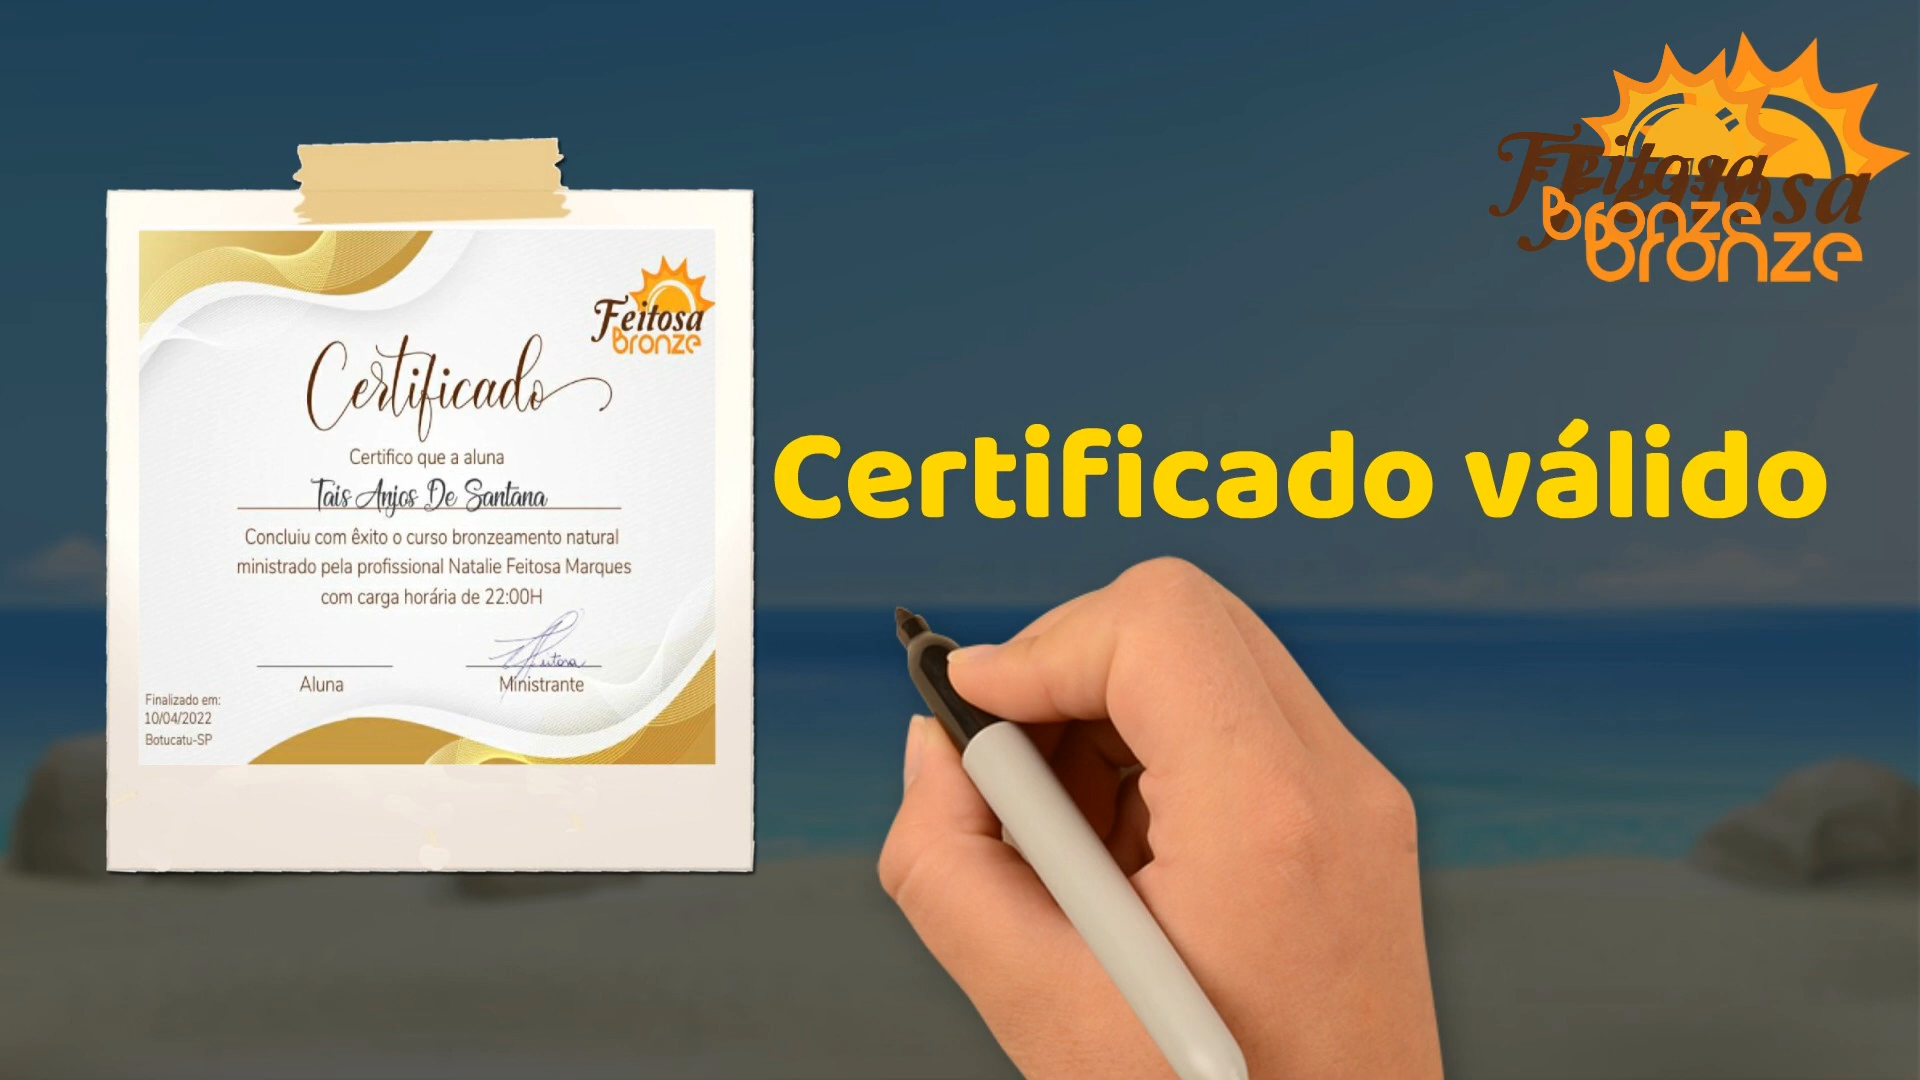 Feitosa
Bronze
Feitosa
Bronze
Feitosa
Bronze
Certificado
Certifico que a aluna
Tais Anjos De Santana
Concluiu com êxito o curso bronzeamento natural
ministrado pela profissional Natalie Feitosa Marques
com carga horária de 22:00H
Aluna
Ministrante
Finalizado em:
10/04/2022
Botucatu-SP
Certificado válido